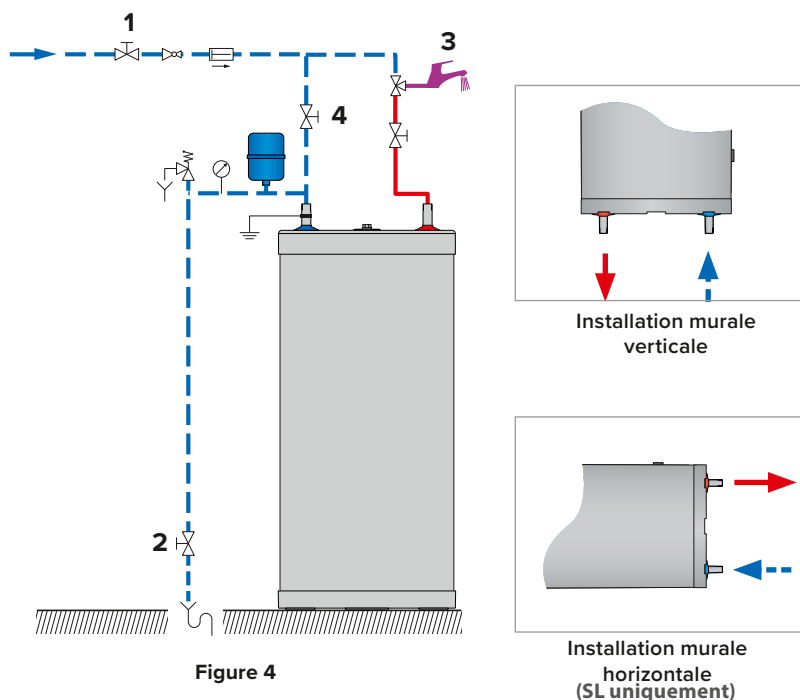 1
3
4
2
Figure 4
Installation murale
verticale
Installation murale
horizontale
(SL uniquement)